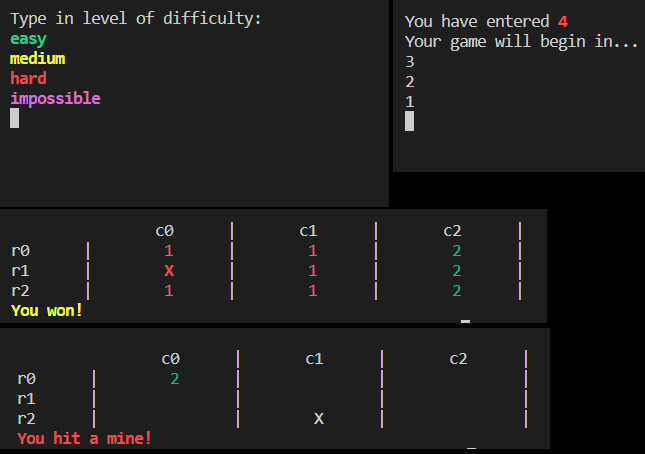 Type in level of difficulty:
easy
medium
hard
impossible
You have entered 4
Your game will begin in...
3
2
1
c0 | c1 | c2 |
r0 | 1 | 1 | 2 |
r1 | X | 1 | 2 |
r2 | 1 | 1 | 2 |
You won!
c0 | c1 | c2 |
r0 | 2 | | |
r1 | | | |
r2 | | X | |
You hit a mine!